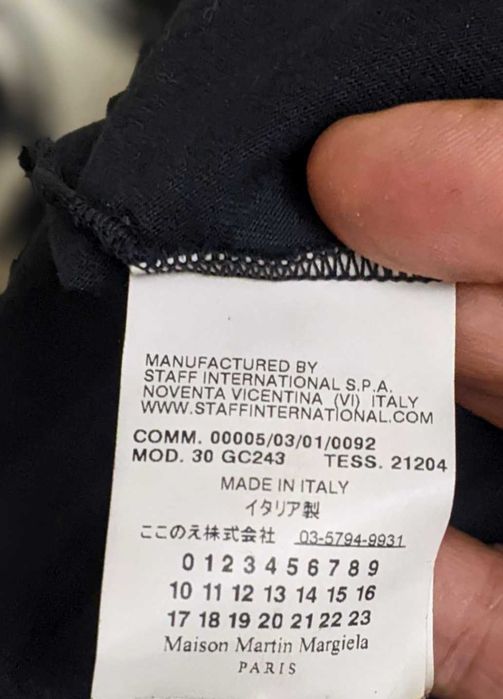 MANUFACTURED BY
STAFF INTERNATIONAL S.P.A.
NOVENTA VICENTINA (VI) ITALY
WWW.STAFFINTERNATIONAL.COM
COMM. 00005/03/01/0092
MOD. 30 GC243 TESS. 21204
MADE IN ITALY
イタリア製
ここのえ株式会社 03-5794-9931
0 1 2 3 4 5 6 7 8 9
10 11 12 13 14 15 16
17 18 19 20 21 22 23
Maison Martin Margiela
PARIS